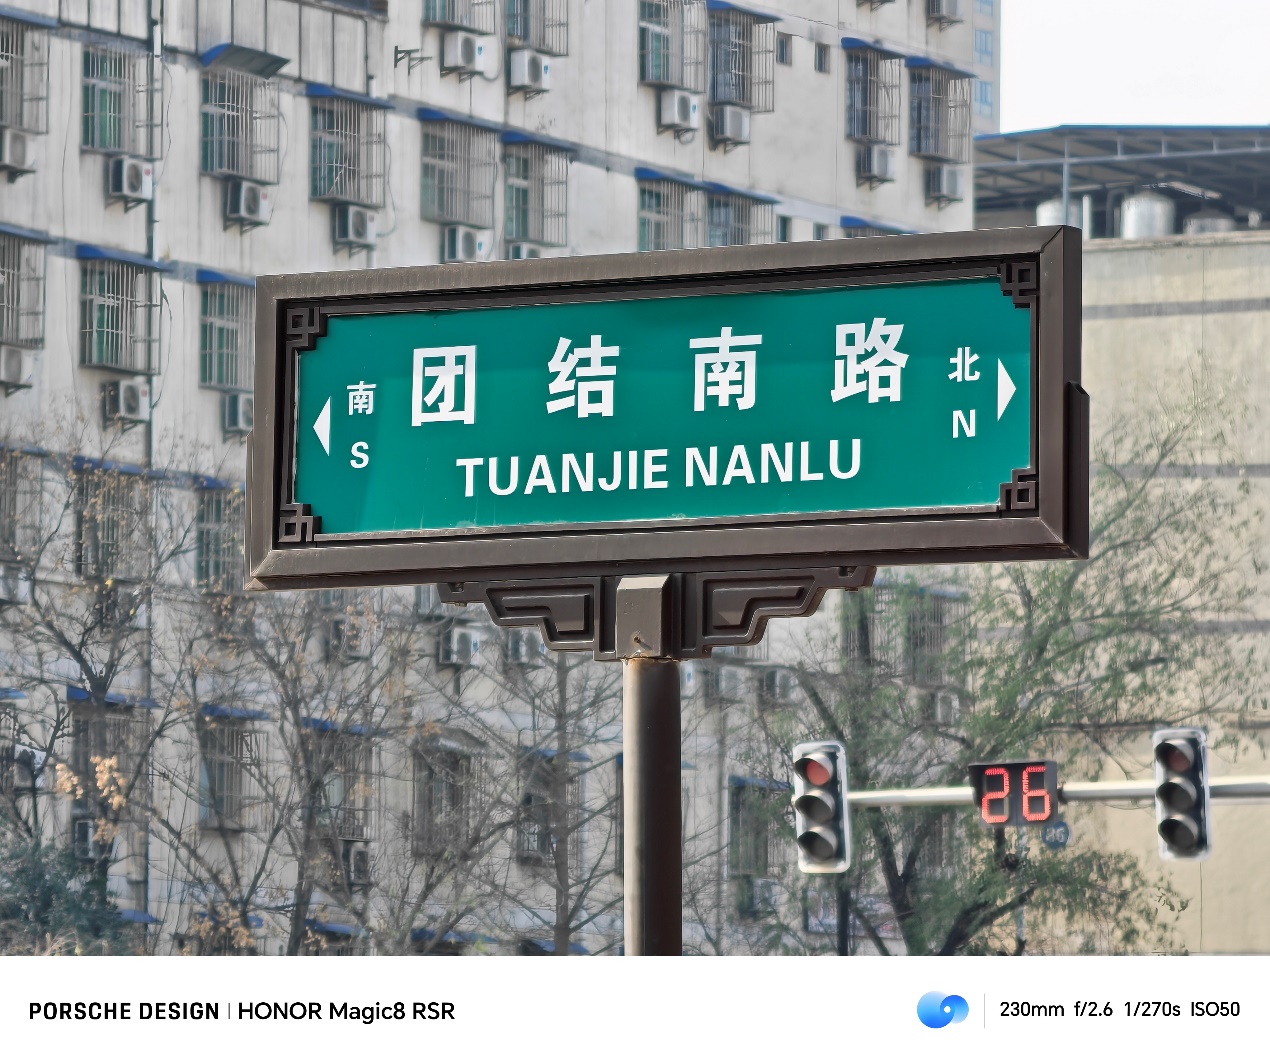 团结南路
TUANJIE NANLU
南
S
北
N
26
PORSCHE DESIGN | HONOR Magic8 RSR
230mm f/2.6 1/270s ISO50